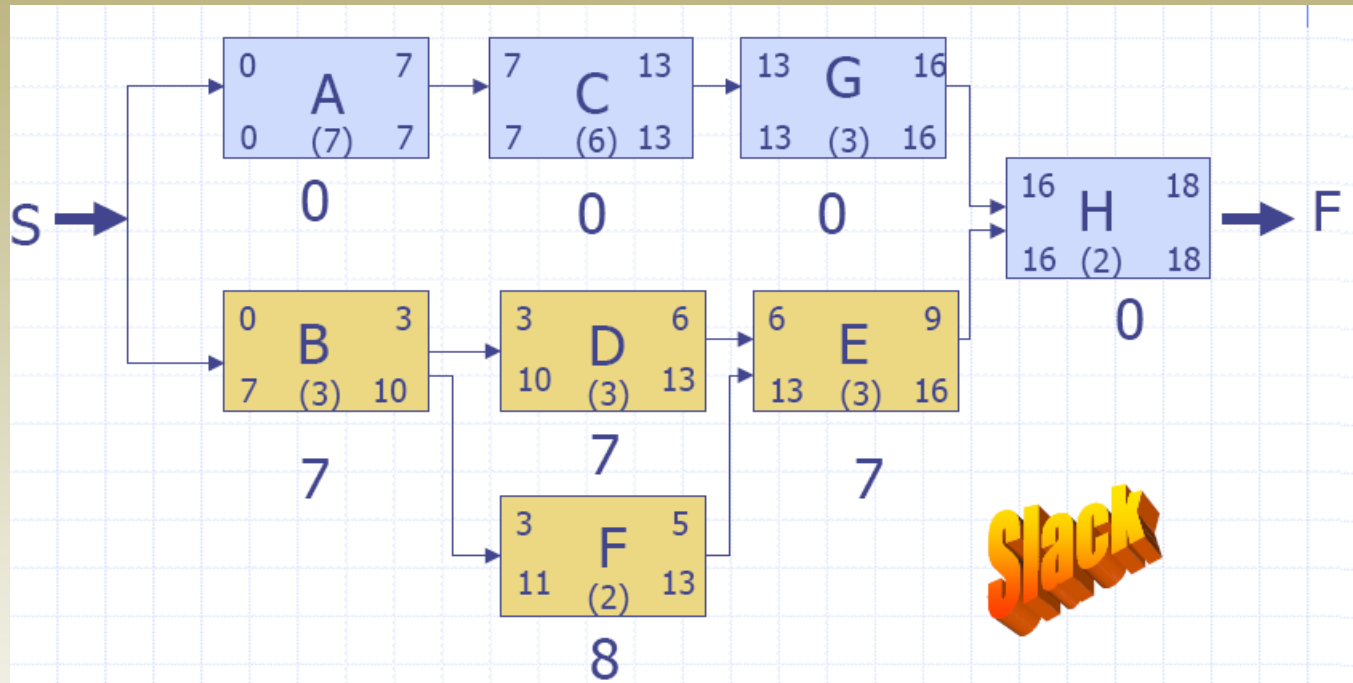 0 7 7 13 13 16
A C G
(7) (6) (3)
0 7 7 13 13 16
0 0 0
16 18
S H F
16 (2) 18
0
0 3 3 6 6 9
B D E
7 (3) 10 10 (3) 13 13 (3) 16
7 7 7
3 5
F
11 (2) 13
8
Slack